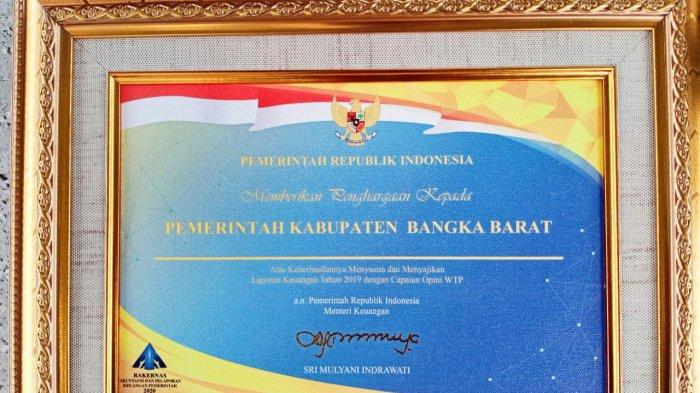 PEMERINTAH REPUBLIK INDONESIA
Memberikan Penghargaan Kepada
PEMERINTAH KABUPATEN BANGKA BARAT
Atas Keberhasilannya Menyusun dan Menyajikan
Laporan Keuangan Tahun 2019 dengan Capaian Opini WTP
a.n. Pemerintah Republik Indonesia
Menteri Keuangan
SRI MULYANI INDRAWATI
RAKERNAS
AKUNTANSI DAN PELAPORAN
KEUANGAN PEMERINTAH
2020